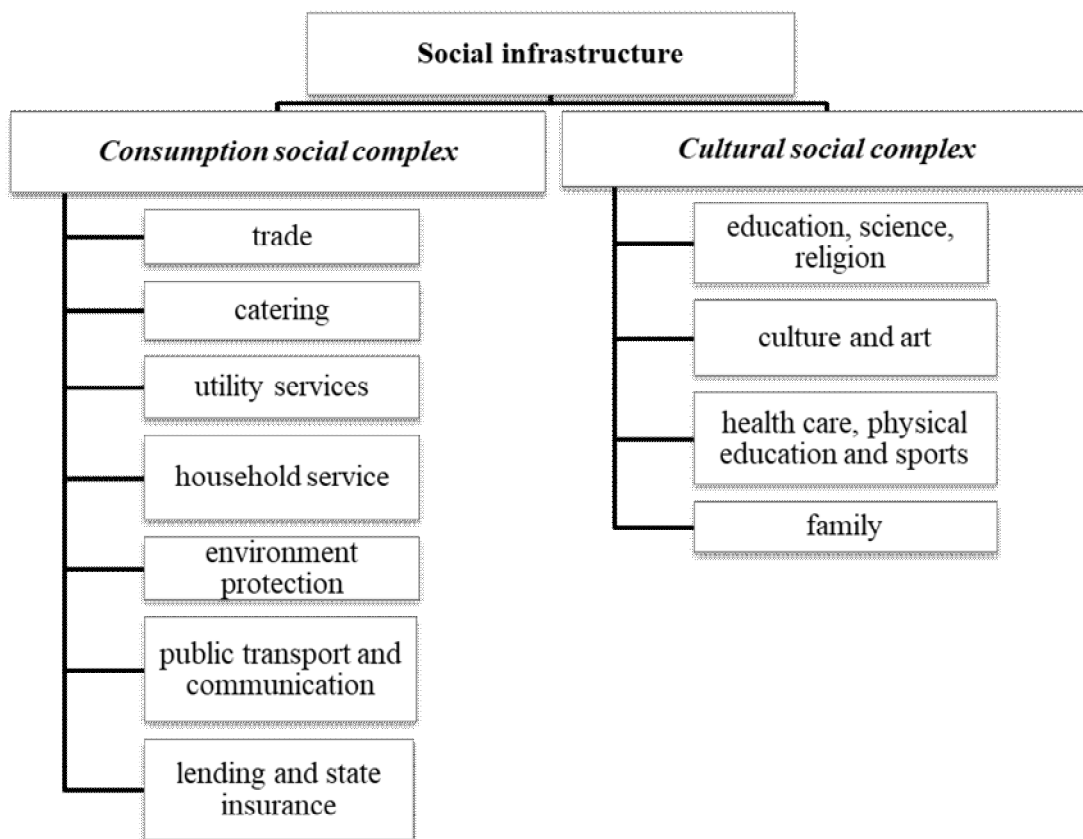 Social infrastructure
Consumption social complex
trade
catering
utility services
household service
environment
protection
public transport and
communication
lending and state
insurance
Cultural social complex
education, science,
religion
culture and art
health care, physical
education and sports
family